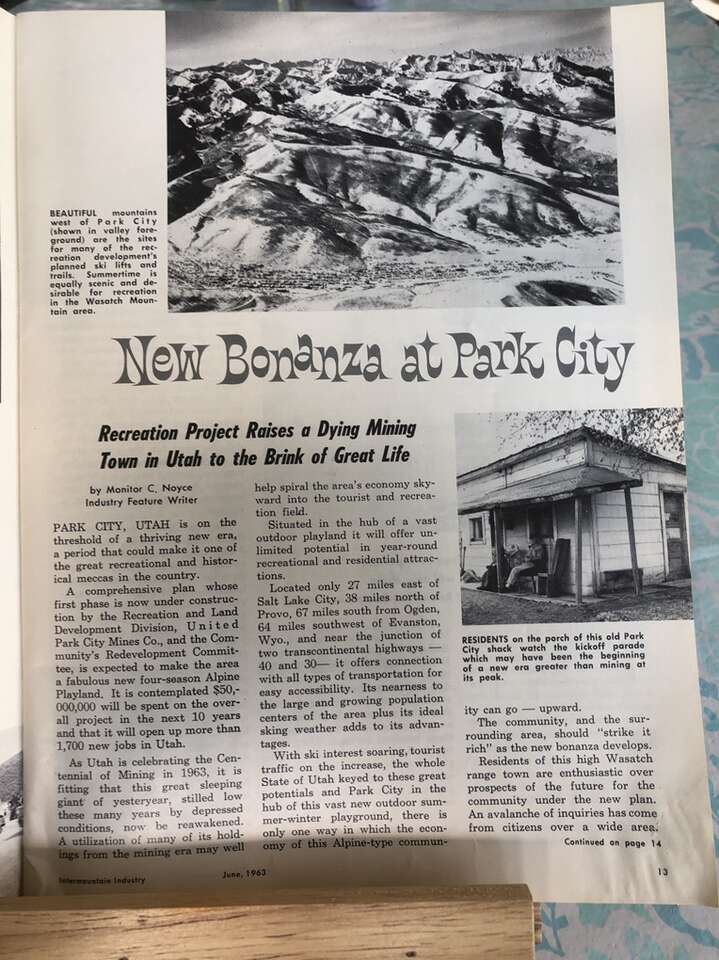 BEAUTIFUL mountains
west of Park City
(shown in valley fore-
ground) are the sites
for many of the rec-
reation development's
planned ski lifts and
trails. Summertime is
equally scenic and de-
sirable for recreation
in the Wasatch Moun-
tain area.
New Bonanza at Park City
Recreation Project Raises a Dying Mining
Town in Utah to the Brink of Great Life
by Monitor C. Noyce
Industry Feature Writer
PARK CITY, UTAH is on the
threshold of a thriving new era,
a period that could make it one of
the great recreational and histor-
ical meccas in the country.
A comprehensive plan whose
first phase is now under construc-
tion by the Recreation and Land
Development Division, United
Park City Mines Co., and the Com-
munity's Redevelopment Commit-
tee, is expected to make the area
a fabulous new four-season Alpine
Playland. It is contemplated $50,-
000,000 will be spent on the over-
all project in the next 10 years
and that it will open up more than
1,700 new jobs in Utah.
As Utah is celebrating the Cen-
tennial of Mining in 1963, it is
fitting that this great sleeping
giant of yesteryear, stilled low
these many years by depressed
conditions, now be reawakened.
A utilization of many of its hold-
ings from the mining era may well
help spiral the area's economy sky-
ward into the tourist and recrea-
tion field.
Situated in the hub of a vast
outdoor playland it will offer un-
limited potential in year-round
recreational and residential attrac-
tions.
Located only 27 miles east of
Salt Lake City, 38 miles north of
Provo, 67 miles south from Ogden,
64 miles southwest of Evanston,
Wyo., and near the junction of
two transcontinental highways —
40 and 30— it offers connection
with all types of transportation for
easy accessibility. Its nearness to
the large and growing population
centers of the area plus its ideal
skiing weather adds to its advan-
tages.
With ski interest soaring, tourist
traffic on the increase, the whole
State of Utah keyed to these great
potentials and Park City in the
hub of this vast new outdoor sum-
mer-winter playground, there is
only one way in which the econ-
omy of this Alpine-type commun-
RESIDENTS on the porch of this old Park
City shack watch the kickoff parade
which may have been the beginning
of a new era greater than mining at
its peak.
ity can go — upward.
The community, and the sur-
rounding area, should "strike it
rich" as the new bonanza develops.
Residents of this high Wasatch
range town are enthusiastic over
prospects of the future for the
community under the new plan.
An avalanche of inquiries has come
from citizens over a wide area.
Continued on page 14
Intermountain Industry
June, 1963
13